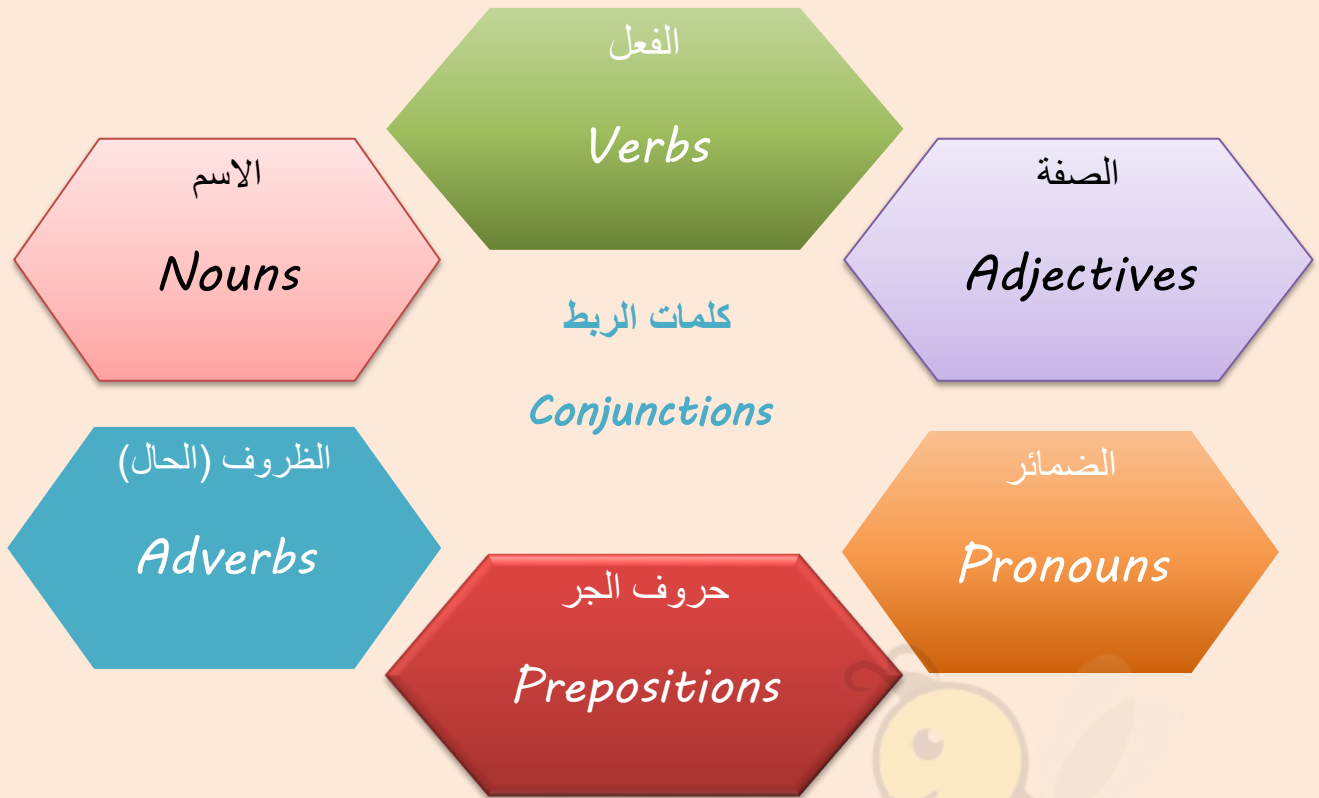 الفعل
Verbs
الاسم
Nouns
الصفة
Adjectives
كلمات الربط
Conjunctions
الظروف (الحال)
Adverbs
الضمائر
Pronouns
حروف الجر
Prepositions